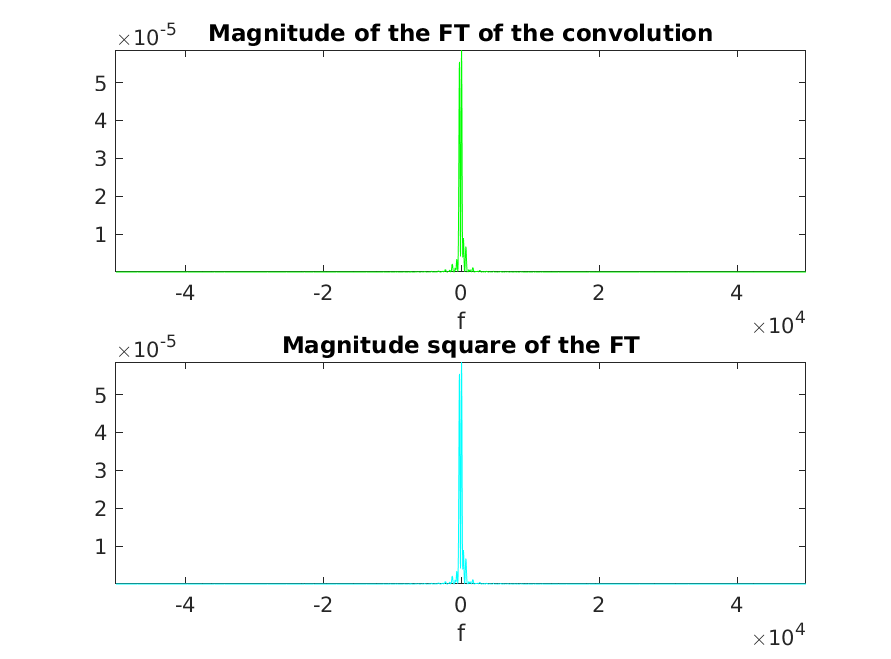 Magnitude of the FT of the convolution
×10-5
5
4
3
2
1
-4 -2 0 2 4
f
×104
Magnitude square of the FT
×10-5
5
4
3
2
1
-4 -2 0 2 4
f
×104